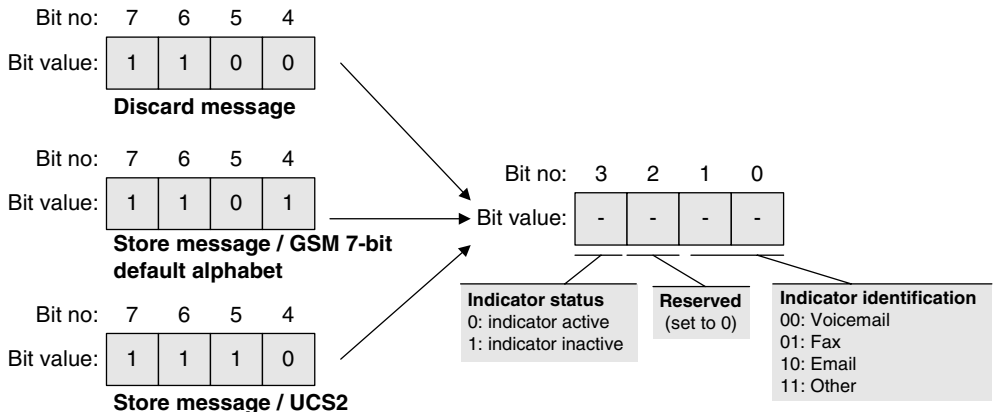 Bit no: 7 6 5 4
Bit value: 1 1 0 0
Discard message
Bit no: 7 6 5 4
Bit value: 1 1 0 1
Store message / GSM 7-bit
default alphabet
Bit no: 7 6 5 4
Bit value: 1 1 1 0
Store message / UCS2
Bit no: 3 2 1 0
Bit value: - - - -
Indicator status
0: indicator active
1: indicator inactive
Reserved
(set to 0)
Indicator identification
00: Voicemail
01: Fax
10: Email
11: Other